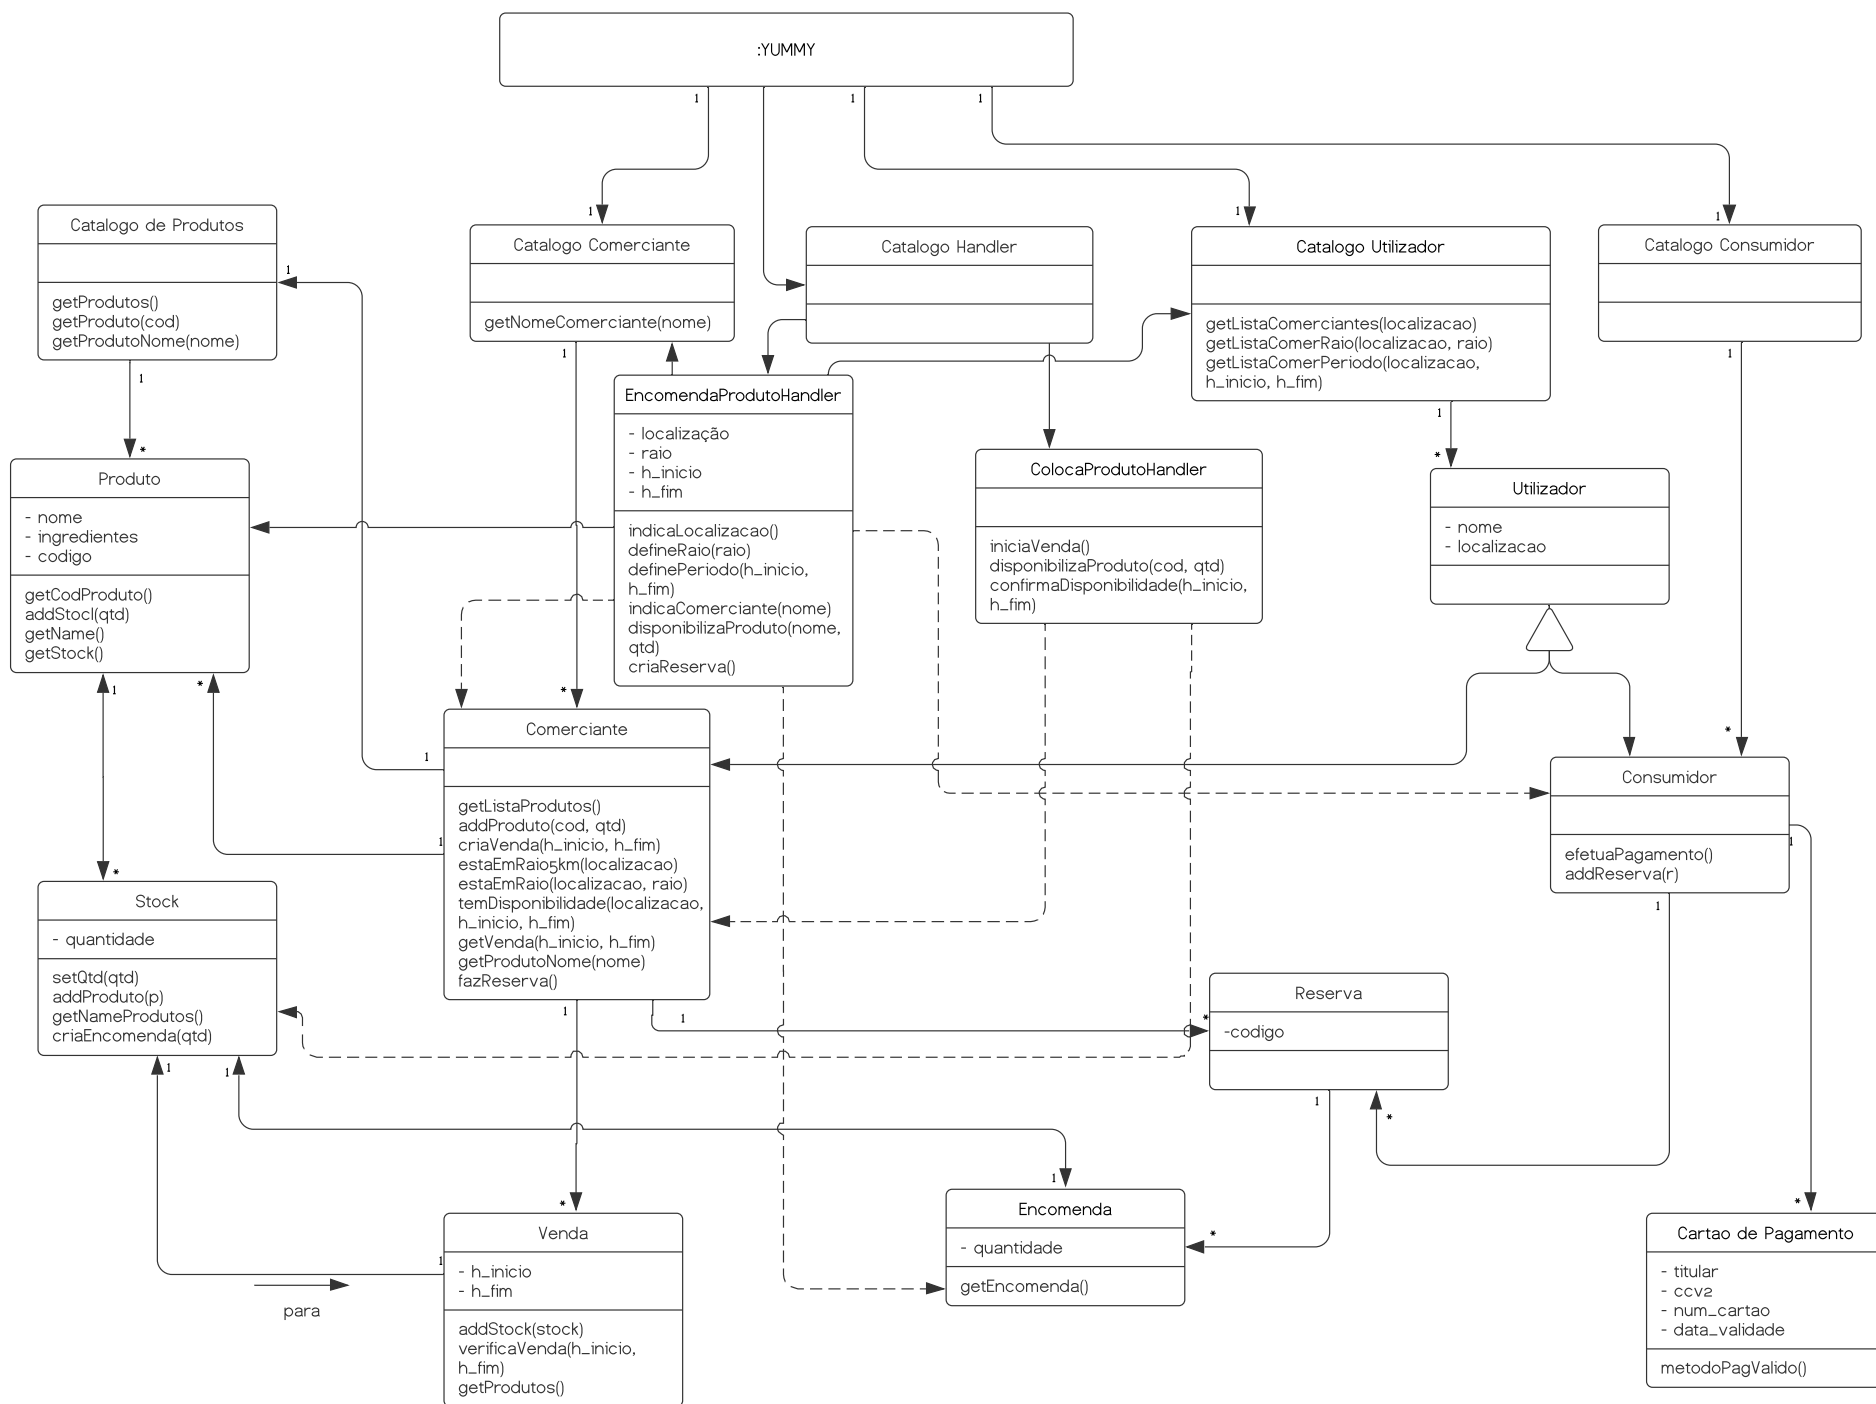 :YUMMY
1
1
1
1
1
1
Catalogo de Produtos
getProdutos()
getProduto(cod)
getProdutoNome(nome)
1
1
*
Catalogo Comerciante
getNomeComerciante(nome)
1
*
Catalogo Handler
Catalogo Utilizador
getListaComerciantes(localizacao)
getListaComerRaio(localizacao, raio)
getListaComerPeriodo(localizacao,
h_inicio, h_fim)
1
*
Catalogo Consumidor
1
*
EncomendaProdutoHandler
- localização
- raio
- h_inicio
- h_fim
indicaLocalizacao()
defineRaio(raio)
definePeriodo(h_inicio,
h_fim)
indicaComerciante(nome)
disponibilizaProduto(nome,
qtd)
criaReserva()
ColocaProdutoHandler
iniciaVenda()
disponibilizaProduto(cod, qtd)
confirmaDisponibilidade(h_inicio,
h_fim)
Utilizador
- nome
- localizacao
Produto
- nome
- ingredientes
- codigo
getCodProduto()
addStocl(qtd)
getName()
getStock()
1
*
*
1
1
Comerciante
getListaProdutos()
addProduto(cod, qtd)
criaVenda(h_inicio, h_fim)
estaEmRaio5km(localizacao)
estaEmRaio(localizacao, raio)
temDisponibilidade(localizacao,
h_inicio, h_fim)
getVenda(h_inicio, h_fim)
getProdutoNome(nome)
fazReserva()
1
1
*
*
Consumidor
efetuaPagamento()
addReserva(r)
1
1
*
*
Stock
- quantidade
setQtd(qtd)
addProduto(p)
getNameProdutos()
criaEncomenda(qtd)
1
1
1
1
para
Reserva
-codigo
1
*
Venda
- h_inicio
- h_fim
addStock(stock)
verificaVenda(h_inicio,
h_fim)
getProdutos()
Encomenda
- quantidade
getEncomenda()
Cartao de Pagamento
- titular
- ccv2
- num_cartao
- data_validade
metodoPagValido()